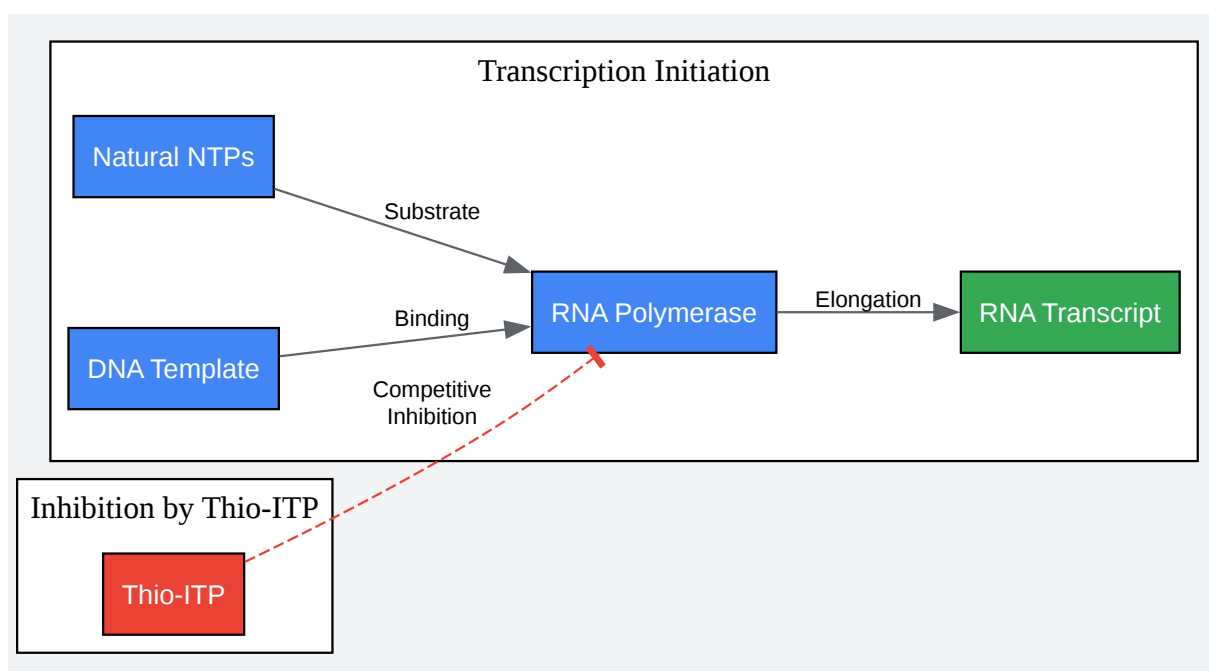 Transcription Initiation
Natural NTPs
Substrate
RNA Polymerase
Elongation
RNA Transcript
Binding
DNA Template
Competitive
Inhibition
Inhibition by Thio-ITP
Thio-ITP